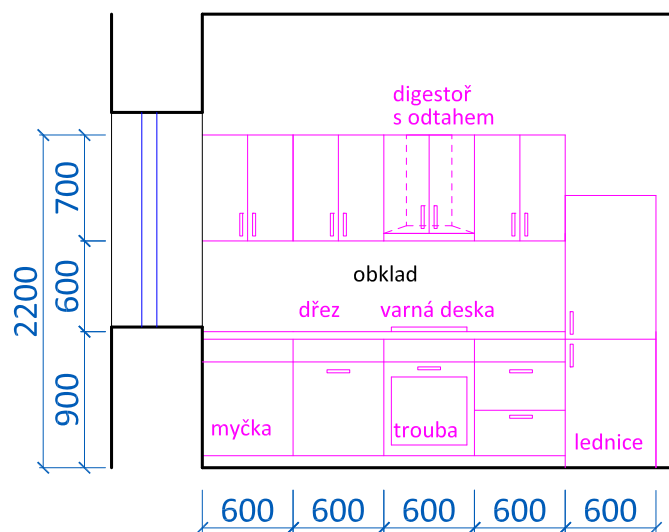 digestoř
s odtahem
700
obklad
600
2200
dřez
varná deska
900
myčka
trouba
lednice
600
600
600
600
600